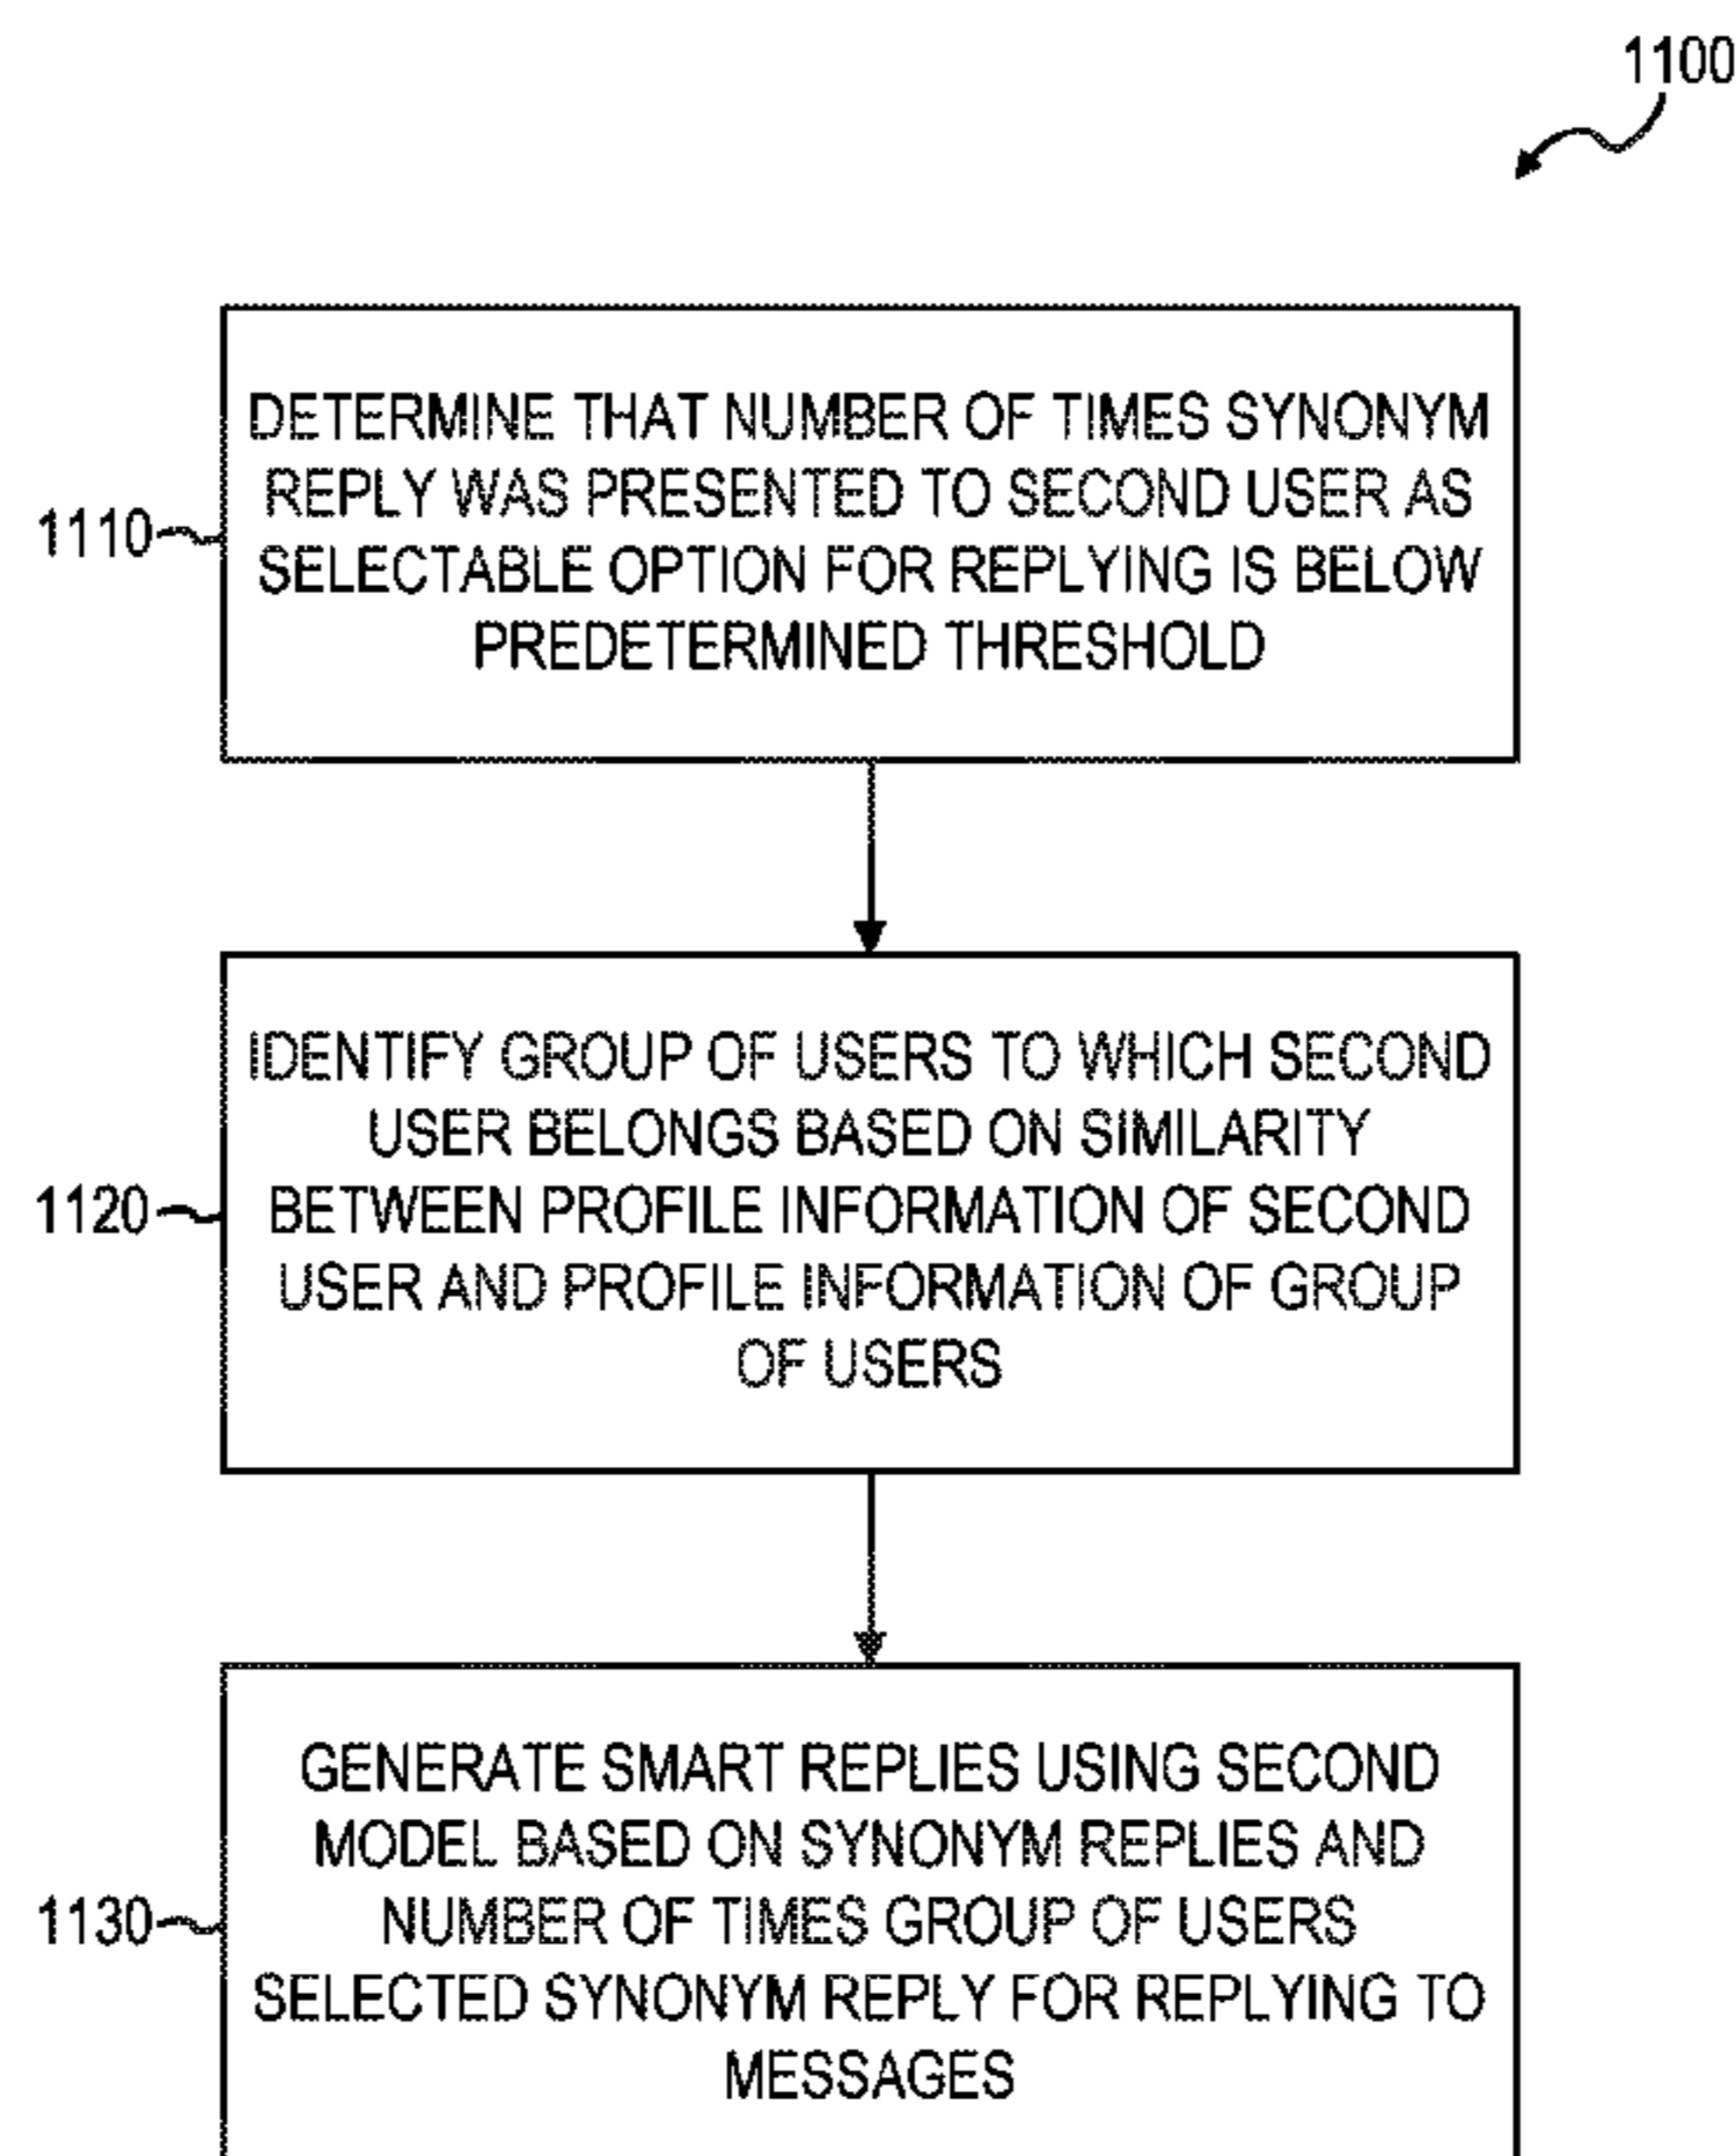 1100
DETERMINE THAT NUMBER OF TIMES SYNONYM
REPLY WAS PRESENTED TO SECOND USER AS
SELECTABLE OPTION FOR REPLYING IS BELOW
PREDETERMINED THRESHOLD
1110
IDENTIFY GROUP OF USERS TO WHICH SECOND
USER BELONGS BASED ON SIMILARITY
BETWEEN PROFILE INFORMATION OF SECOND
USER AND PROFILE INFORMATION OF GROUP
OF USERS
1120
GENERATE SMART REPLIES USING SECOND
MODEL BASED ON SYNONYM REPLIES AND
NUMBER OF TIMES GROUP OF USERS
SELECTED SYNONYM REPLY FOR REPLYING TO
MESSAGES
1130